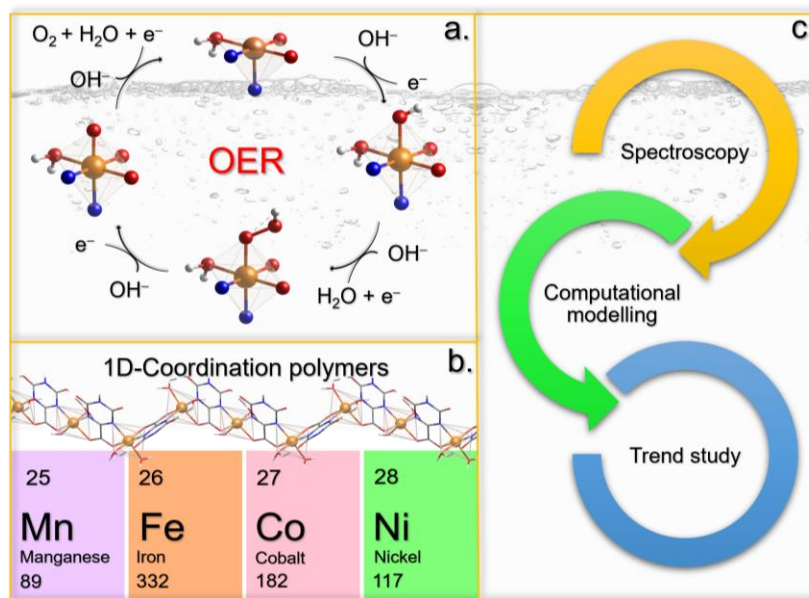 a.
O₂ + H₂O + e⁻
OH⁻
OH⁻
e⁻
OER
e⁻
OH⁻
OH⁻
H₂O + e⁻
b.
1D-Coordination polymers
25
Mn
Manganese
89
26
Fe
Iron
332
27
Co
Cobalt
182
28
Ni
Nickel
117
c.
Spectroscopy
Computational
modelling
Trend study